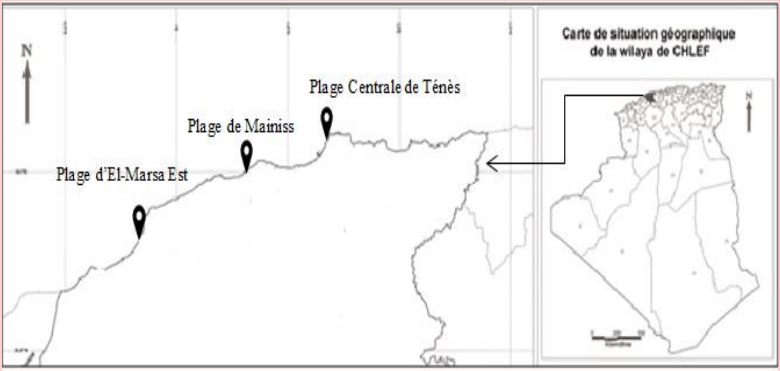 N
Plage Centrale de Ténès
Plage de Mainiss
Plage d'El-Marsa Est
Carte de situation géographique
de la wilaya de CHLEF
N